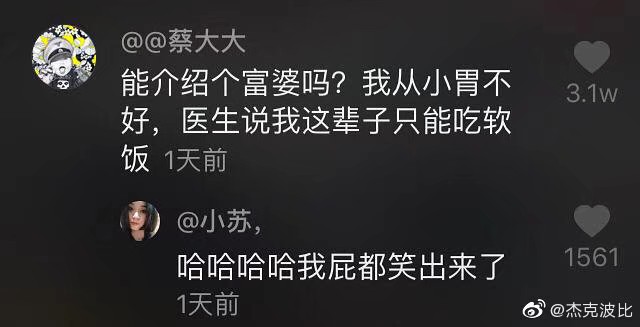 @@蔡大大
能介绍个富婆吗？我从小胃不
好，医生说我这辈子只能吃软
饭 1天前
3.1w
@小苏，
哈哈哈哈我屁都笑出来了
1天前
1561
@杰克波比